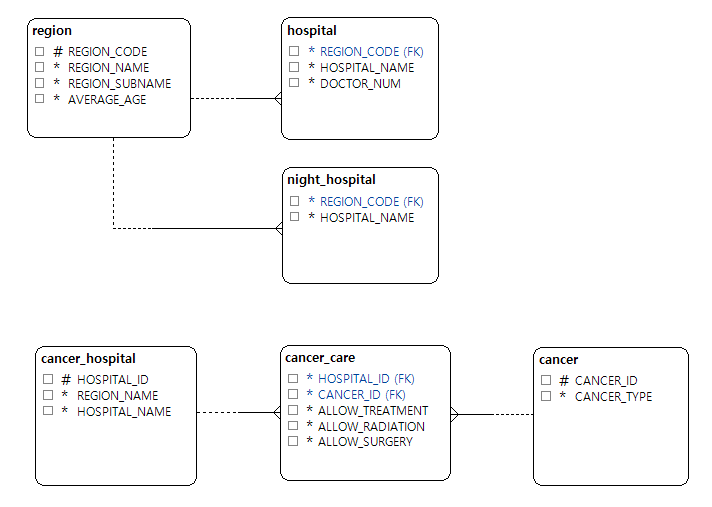 region
# REGION_CODE
* REGION_NAME
* REGION_SUBNAME
* AVERAGE_AGE
hospital
* REGION_CODE (FK)
* HOSPITAL_NAME
* DOCTOR_NUM
night_hospital
* REGION_CODE (FK)
* HOSPITAL_NAME
cancer_hospital
# HOSPITAL_ID
* REGION_NAME
* HOSPITAL_NAME
cancer_care
* HOSPITAL_ID (FK)
* CANCER_ID (FK)
* ALLOW_TREATMENT
* ALLOW_RADIATION
* ALLOW_SURGERY
cancer
# CANCER_ID
* CANCER_TYPE